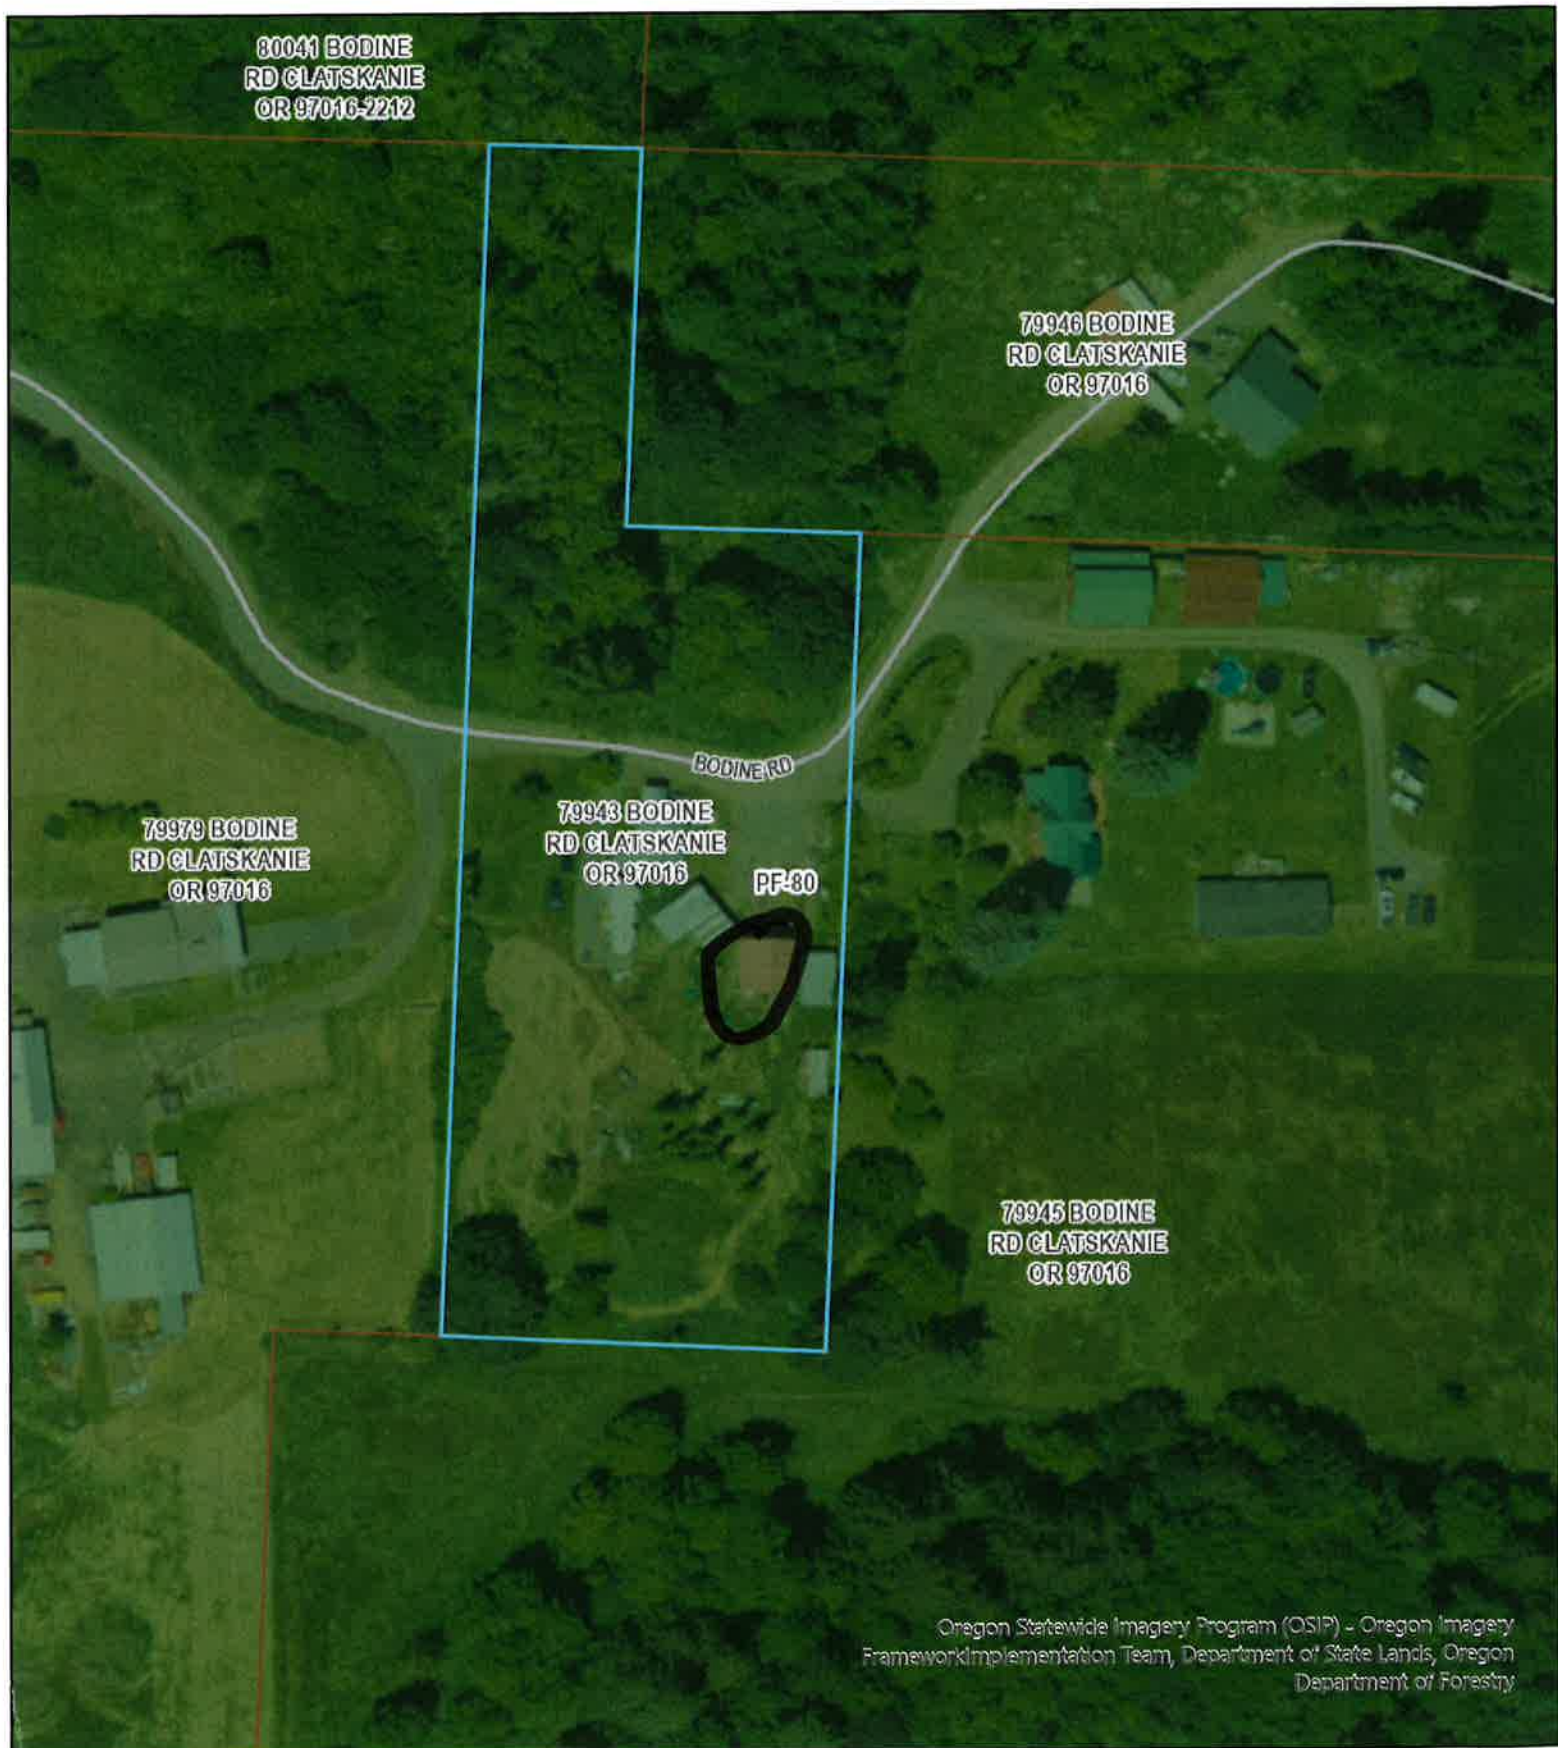 80041 BODINE
RD CLATSKANIE
OR 97016-2212
79946 BODINE
RD CLATSKANIE
OR 97016
BODINE RD
79943 BODINE
RD CLATSKANIE
OR 97016
79979 BODINE
RD CLATSKANIE
OR 97016
PF-80
79945 BODINE
RD CLATSKANIE
OR 97016
Oregon Statewide Imagery Program (OSIP) - Oregon Imagery
FrameworkImplementation Team, Department of State Lands, Oregon
Department of Forestry